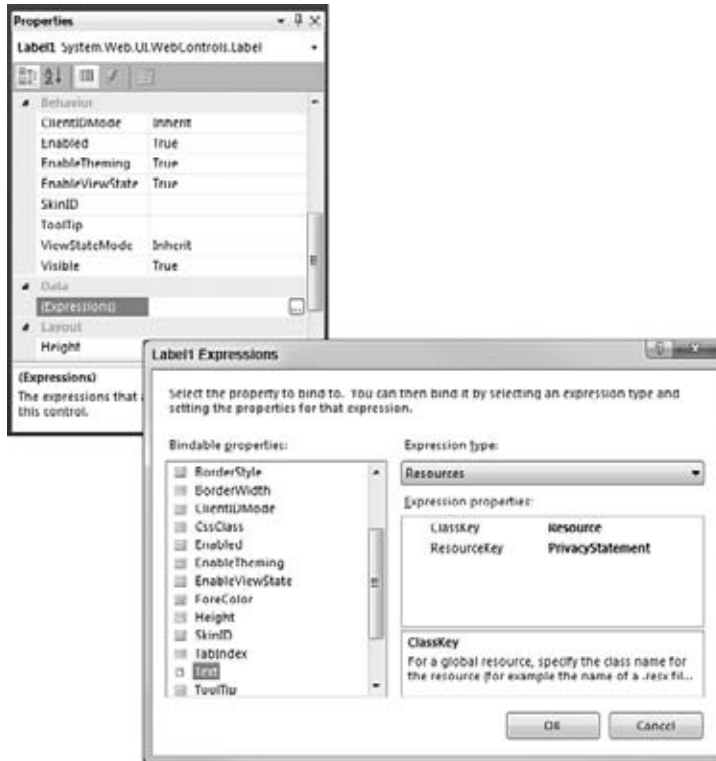 Properties
Label1 System.Web.UI.WebControls.Label
Behavior
ClientIDMode Inherit
Enabled True
EnableTheming True
EnableViewState True
SkinID
ToolTip
ViewStateMode Inherit
Visible True
Data
(Expressions)
...
Layout
Height
(Expressions)
The expressions that a
this control.
Label1 Expressions
Select the property to bind to. You can then bind it by selecting an expression type and
setting the properties for that expression.
Bindable properties:
BorderStyle
BorderWidth
ClientIDMode
CssClass
Enabled
EnableTheming
EnableViewState
ForeColor
Height
SkinID
TabIndex
Text
ToolTip
Expression type:
Resources
Expression properties:
ClassKey Resource
ResourceKey PrivacyStatement
ClassKey
For a global resource, specify the class name for
the resource (for example the name of a .resx fil...
OK
Cancel